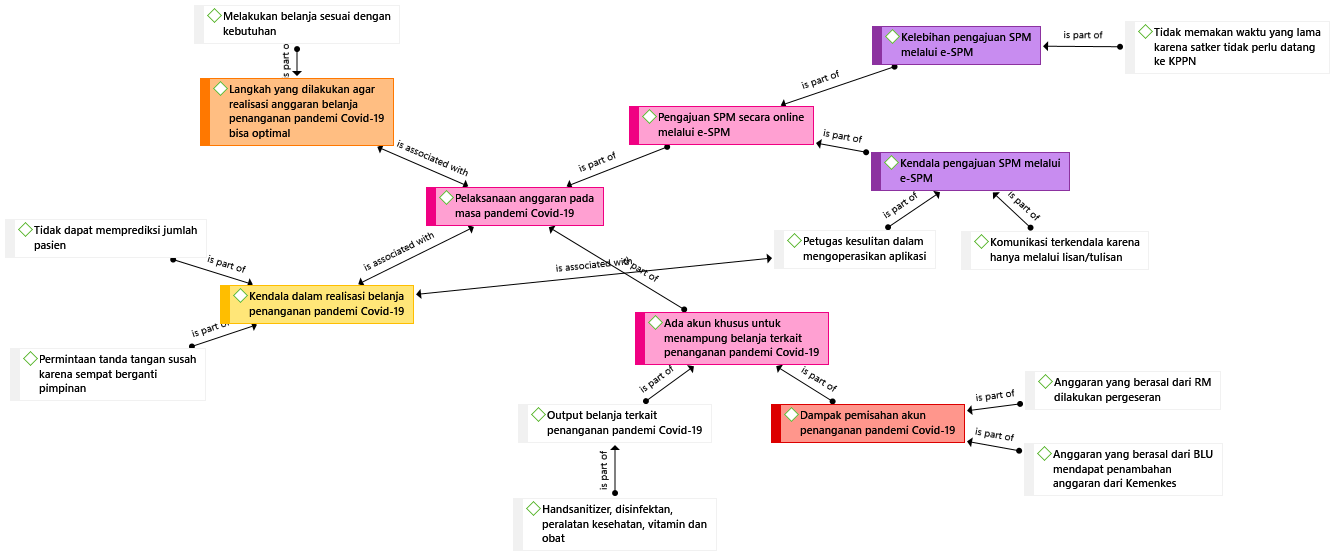 Melakukan belanja sesuai dengan
kebutuhan
is part o
Langkah yang dilakukan agar
realisasi anggaran belanja
penanganan pandemi Covid-19
bisa optimal
is associated with
Kelebihan pengajuan SPM
melalui e-SPM
is part of
Tidak memakan waktu yang lama
karena satker tidak perlu datang
ke KPPN
is part of
Pengajuan SPM secara online
melalui e-SPM
is part of
is part of
Kendala pengajuan SPM melalui
e-SPM
is part of
is part of
Pelaksanaan anggaran pada
masa pandemi Covid-19
Tidak dapat memprediksi jumlah
pasien
is part of
is associated with
Petugas kesulitan dalam
mengoperasikan aplikasi
Komunikasi terkendala karena
hanya melalui lisan/tulisan
is associated with
is part of
Kendala dalam realisasi belanja
penanganan pandemi Covid-19
is part of
Permintaan tanda tangan susah
karena sempat berganti
pimpinan
Ada akun khusus untuk
menampung belanja terkait
penanganan pandemi Covid-19
is part of
is part of
Output belanja terkait
penanganan pandemi Covid-19
Dampak pemisahan akun
penanganan pandemi Covid-19
is part of
Anggaran yang berasal dari RM
dilakukan pergeseran
is part of
Anggaran yang berasal dari BLU
mendapat penambahan
anggaran dari Kemenkes
is part of
Handsanitizer, disinfektan,
peralatan kesehatan, vitamin dan
obat